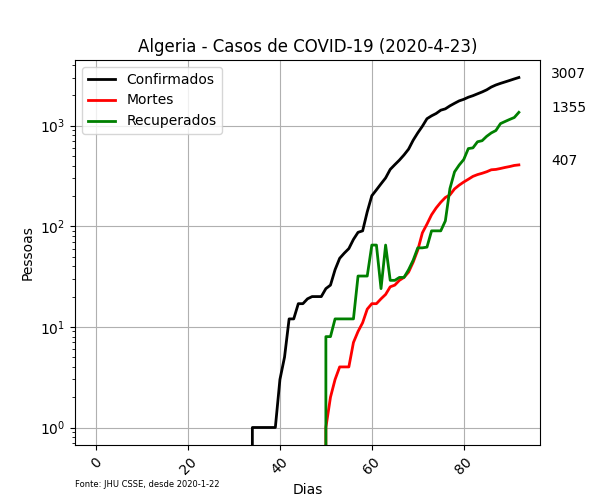 Algeria - Casos de COVID-19 (2020-4-23)
Confirmados
Mortes
Recuperados
3007
1355
407
10³
10²
10¹
10⁰
Pessoas
0
20
40
60
80
Dias
Fonte: JHU CSSE, desde 2020-1-22